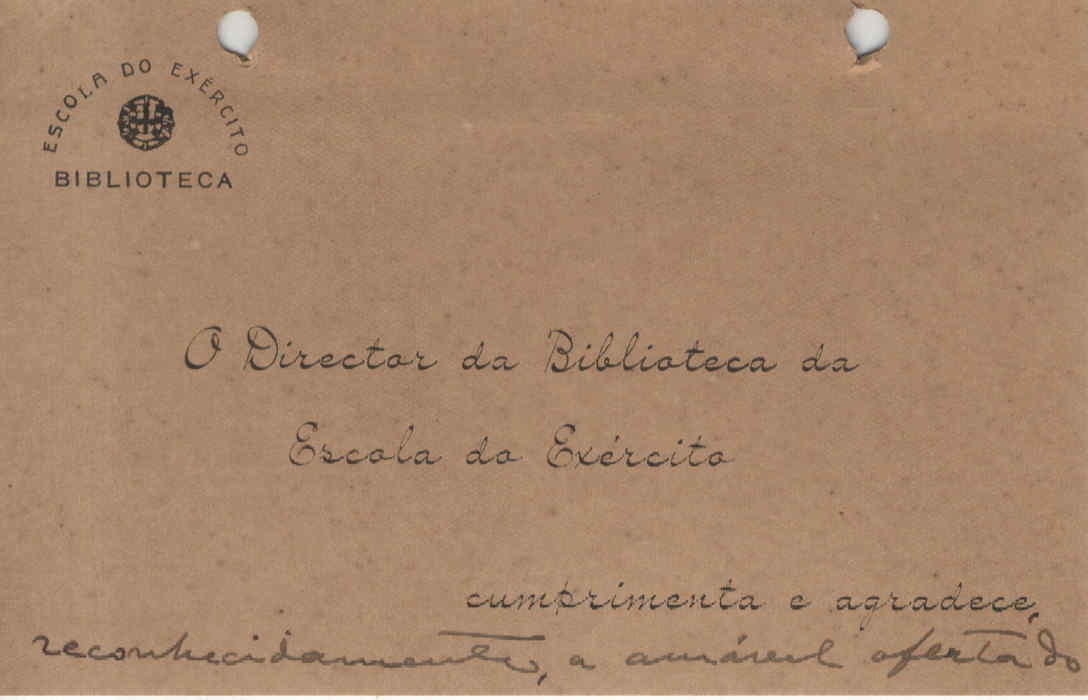 ESCOLA DO EXÉRCITO
BIBLIOTECA
O Director da Biblioteca da
Escola do Exército
cumprimenta e agradece,
reconhecidamente, a amável oferta do